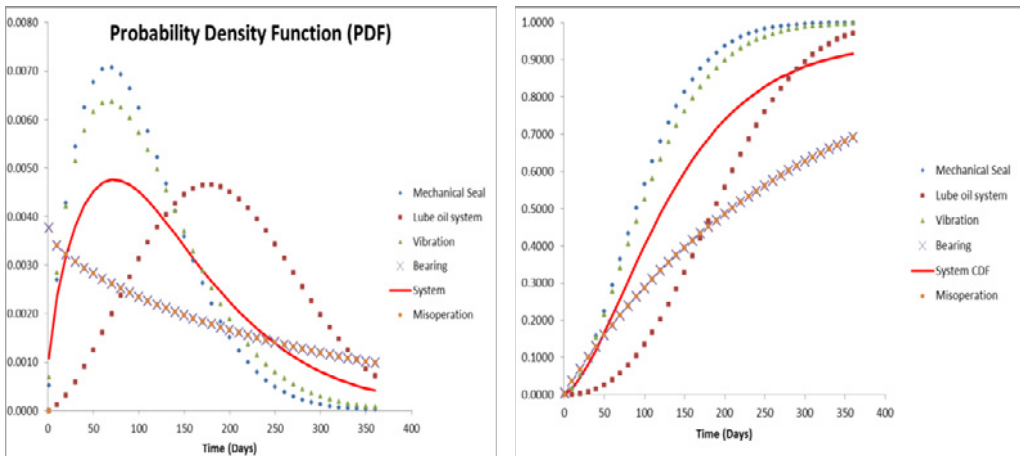 Probability Density Function (PDF)
0.0080
0.0070
0.0060
0.0050
0.0040
0.0030
0.0020
0.0010
0.0000
0 50 100 150 200 250 300 350 400
Time (Days)
Mechanical Seal
Lube oil system
Vibration
Bearing
System
Misoperation
1.0000
0.9000
0.8000
0.7000
0.6000
0.5000
0.4000
0.3000
0.2000
0.1000
0.0000
0 50 100 150 200 250 300 350 400
Time (Days)
Mechanical Seal
Lube oil system
Vibration
Bearing
System CDF
Misoperation